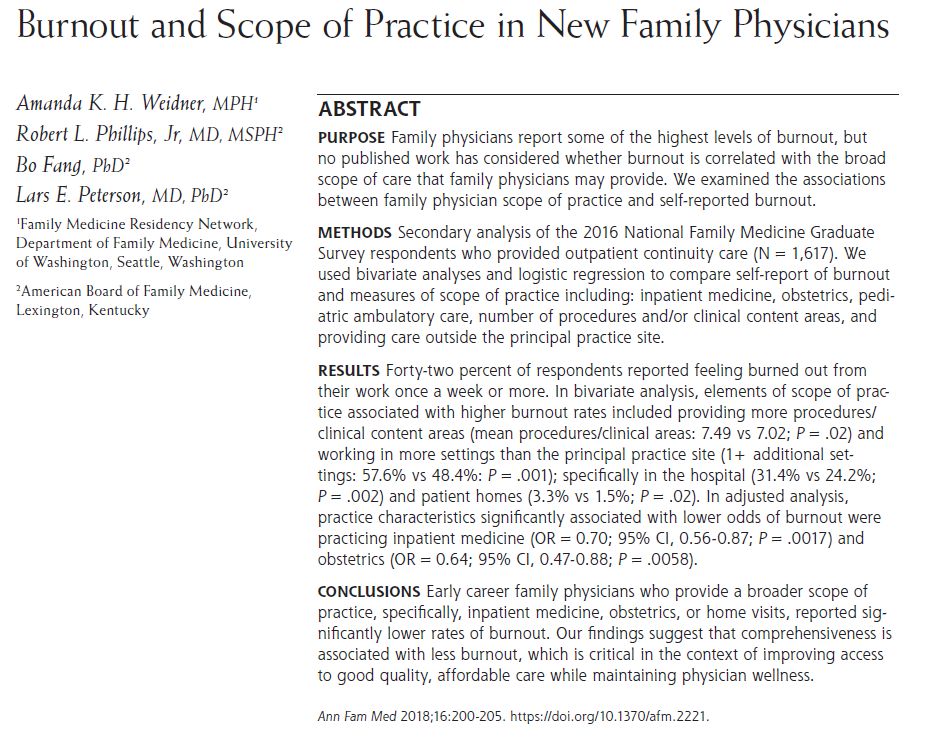 Burnout and Scope of Practice in New Family Physicians
Amanda K. H. Weidner, MPH¹
Robert L. Phillips, Jr, MD, MSPH²
Bo Fang, PhD²
Lars E. Peterson, MD, PhD²
¹Family Medicine Residency Network,
Department of Family Medicine, University
of Washington, Seattle, Washington
²American Board of Family Medicine,
Lexington, Kentucky
ABSTRACT
PURPOSE Family physicians report some of the highest levels of burnout, but
no published work has considered whether burnout is correlated with the broad
scope of care that family physicians may provide. We examined the associations
between family physician scope of practice and self-reported burnout.
METHODS Secondary analysis of the 2016 National Family Medicine Graduate
Survey respondents who provided outpatient continuity care (N = 1,617). We
used bivariate analyses and logistic regression to compare self-report of burnout
and measures of scope of practice including: inpatient medicine, obstetrics, pedi-
atric ambulatory care, number of procedures and/or clinical content areas, and
providing care outside the principal practice site.
RESULTS Forty-two percent of respondents reported feeling burned out from
their work once a week or more. In bivariate analysis, elements of scope of prac-
tice associated with higher burnout rates included providing more procedures/
clinical content areas (mean procedures/clinical areas: 7.49 vs 7.02; P = .02) and
working in more settings than the principal practice site (1+ additional set-
tings: 57.6% vs 48.4%: P = .001); specifically in the hospital (31.4% vs 24.2%;
P = .002) and patient homes (3.3% vs 1.5%; P = .02). In adjusted analysis,
practice characteristics significantly associated with lower odds of burnout were
practicing inpatient medicine (OR = 0.70; 95% CI, 0.56-0.87; P = .0017) and
obstetrics (OR = 0.64; 95% CI, 0.47-0.88; P = .0058).
CONCLUSIONS Early career family physicians who provide a broader scope of
practice, specifically, inpatient medicine, obstetrics, or home visits, reported sig-
nificantly lower rates of burnout. Our findings suggest that comprehensiveness is
associated with less burnout, which is critical in the context of improving access
to good quality, affordable care while maintaining physician wellness.
Ann Fam Med 2018;16:200-205. https://doi.org/10.1370/afm.2221.